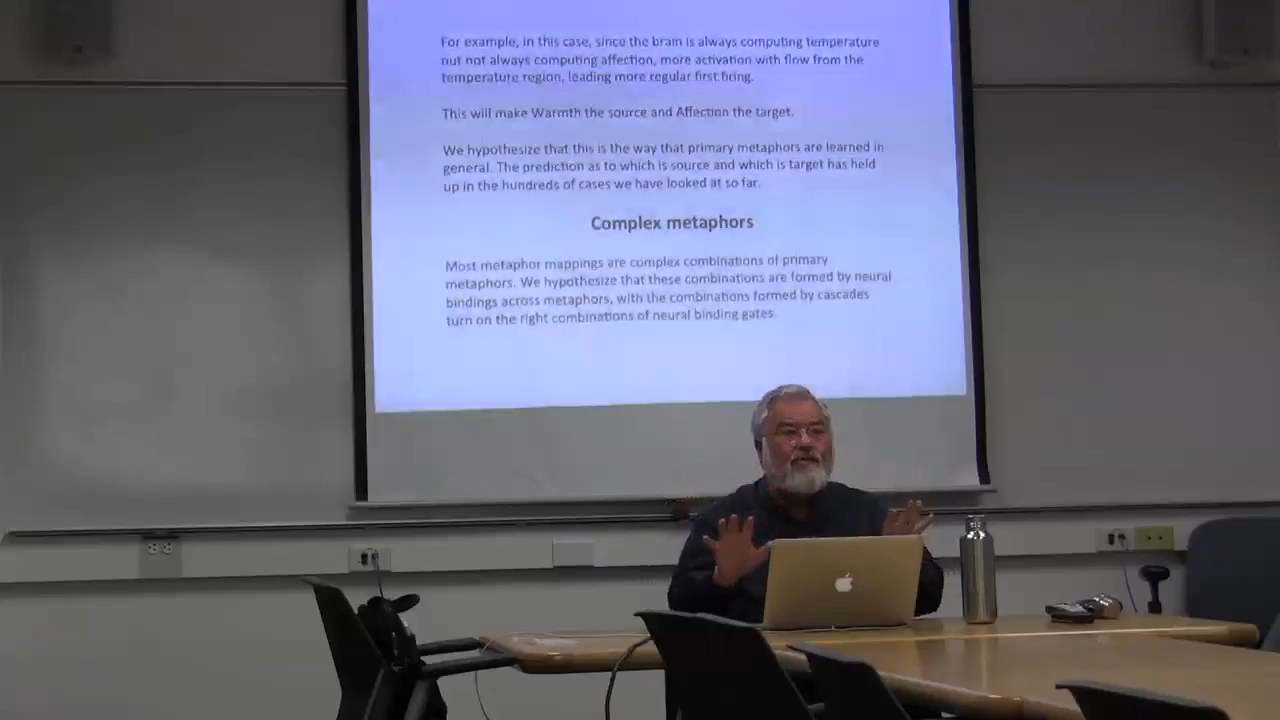 For example, in this case, since the brain is always computing temperature
nut not always computing affection, more activation with flow from the
temperature region, leading more regular first firing.
This will make Warmth the source and Affection the target.
We hypothesize that this is the way that primary metaphors are learned in
general. The prediction as to which is source and which is target has held
up in the hundreds of cases we have looked at so far.
Complex metaphors
Most metaphor mappings are complex combinations of primary
metaphors. We hypothesize that these combinations are formed by neural
bindings across metaphors, with the combinations formed by cascades
turn on the right combinations of neural binding gates.